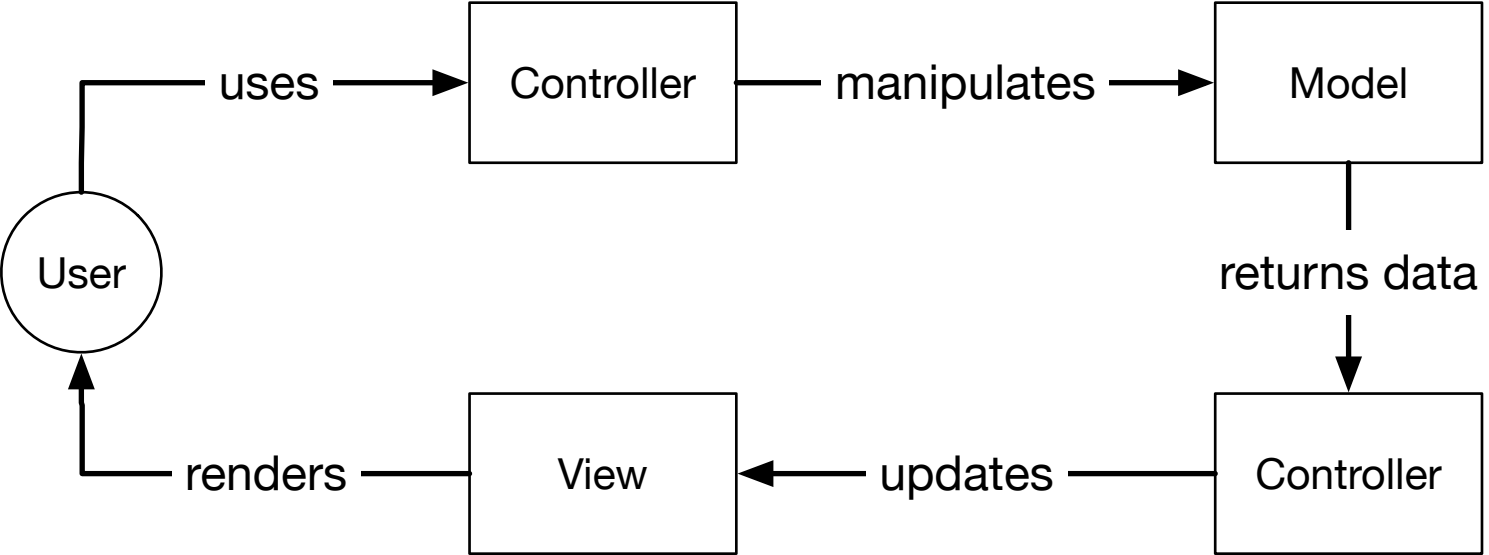 uses
Controller
manipulates
Model
User
returns data
renders
View
updates
Controller